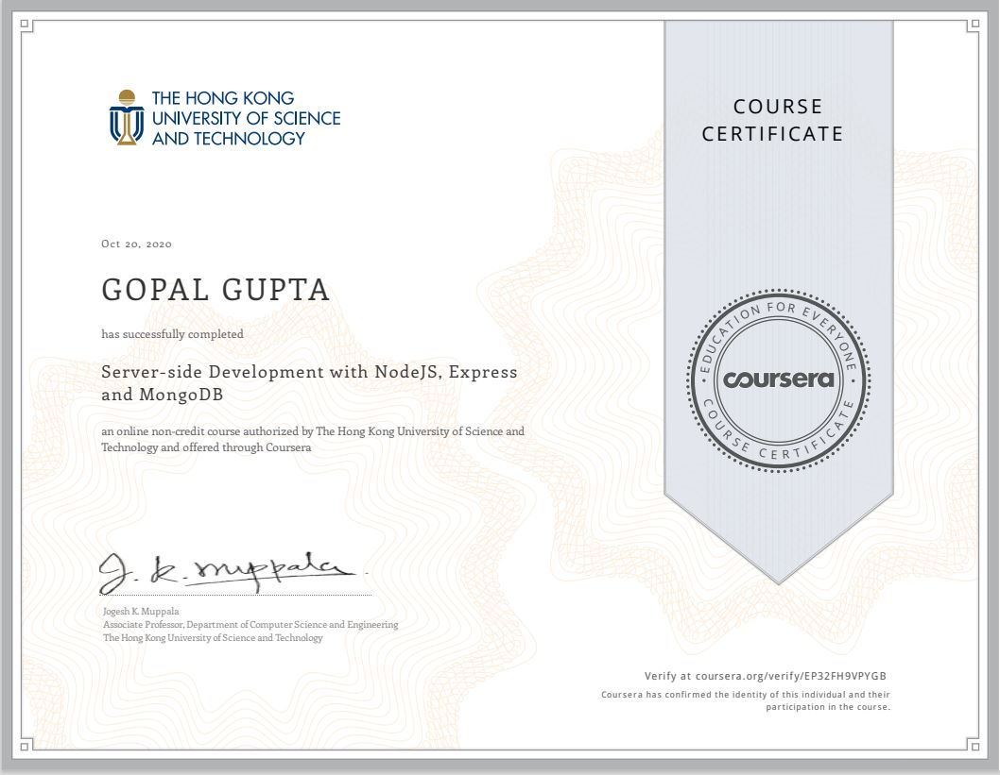 THE HONG KONG
UNIVERSITY OF SCIENCE
AND TECHNOLOGY
COURSE
CERTIFICATE
Oct 20, 2020
GOPAL GUPTA
has successfully completed
Server-side Development with NodeJS, Express
and MongoDB
an online non-credit course authorized by The Hong Kong University of Science and
Technology and offered through Coursera
EDUCATION FOR EVERYONE
coursera
COURSE CERTIFICATE
J. K. Muppala
Jogesh K. Muppala
Associate Professor, Department of Computer Science and Engineering
The Hong Kong University of Science and Technology
Verify at coursera.org/verify/EP32FH9VPYGB
Coursera has confirmed the identity of this individual and their
participation in the course.